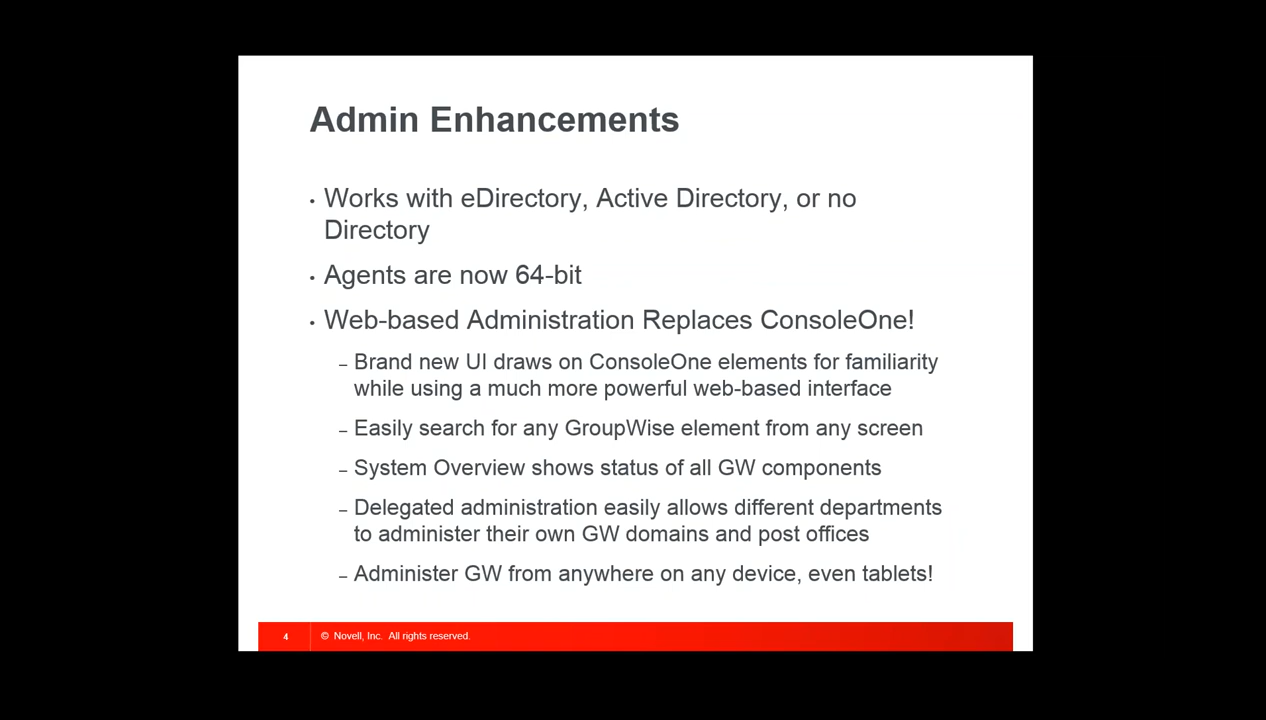 Admin Enhancements
• Works with eDirectory, Active Directory, or no
Directory
• Agents are now 64-bit
• Web-based Administration Replaces ConsoleOne!
– Brand new UI draws on ConsoleOne elements for familiarity
while using a much more powerful web-based interface
– Easily search for any GroupWise element from any screen
– System Overview shows status of all GW components
– Delegated administration easily allows different departments
to administer their own GW domains and post offices
– Administer GW from anywhere on any device, even tablets!
4 © Novell, Inc. All rights reserved.